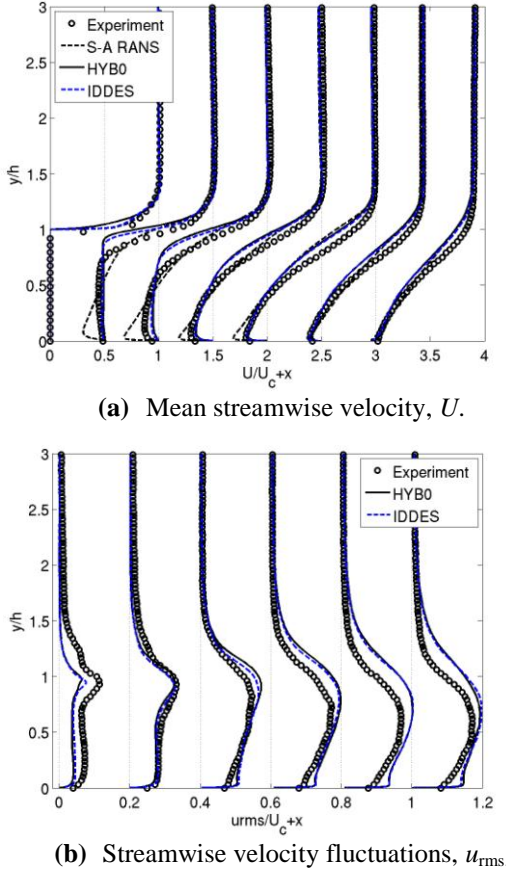 3
2.5
2
1.5
1
0.5
0
y/h
Experiment
S-A RANS
HYB0
IDDES
0 0.5 1 1.5 2 2.5 3 3.5 4
U/U_c+x
(a) Mean streamwise velocity, U.
3
2.5
2
1.5
1
0.5
0
y/h
Experiment
HYB0
IDDES
0 0.2 0.4 0.6 0.8 1 1.2
urms/U_c+x
(b) Streamwise velocity fluctuations, u_rms